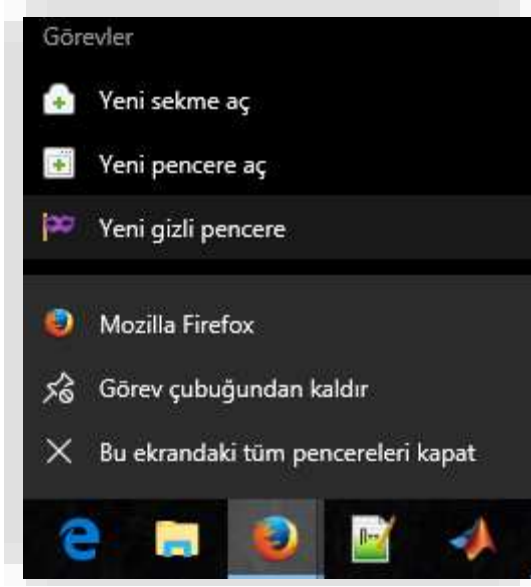 Görevler
Yeni sekme aç
Yeni pencere aç
Yeni gizli pencere
Mozilla Firefox
Görev çubuğundan kaldır
Bu ekrandaki tüm pencereleri kapat